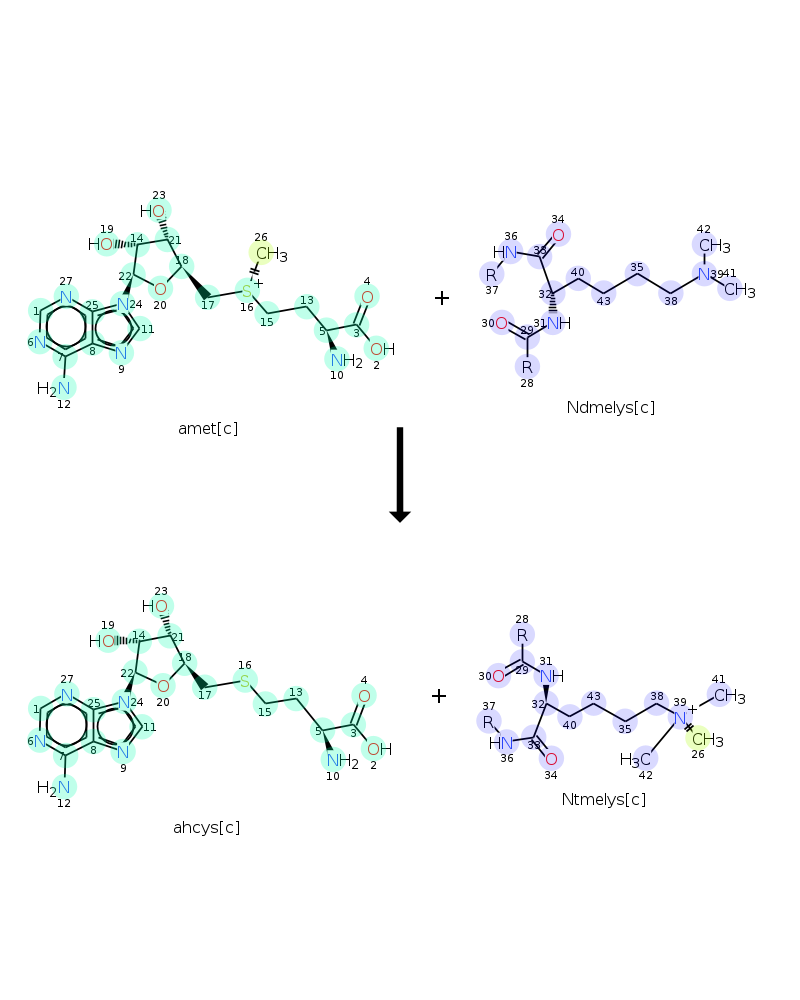 23
HO
19
HO
14
21
26
CH3
18
+
22
27
N
N
24
O
20
17
S
16
15
13
4
O
1
25
11
5
3
6
N
7
8
N
9
OH
2
NH2
10
H2N
12
amet[c]
+
34
O
36
HN
33
R
37
32
40
43
35
38
42
CH3
N
39
41
CH3
30
O
29
31
NH
R
28
Ndmelys[c]
23
HO
19
HO
14
21
18
22
27
N
N
24
O
20
17
16
S
15
13
4
O
1
25
11
5
3
6
N
8
N
9
OH
2
NH2
10
H2N
12
ahcys[c]
+
28
R
30
O
29
31
NH
37
R
32
40
43
35
38
39
N
+
41
CH3
CH3
26
H3C
42
HN
36
33
O
34
Ntmelys[c]